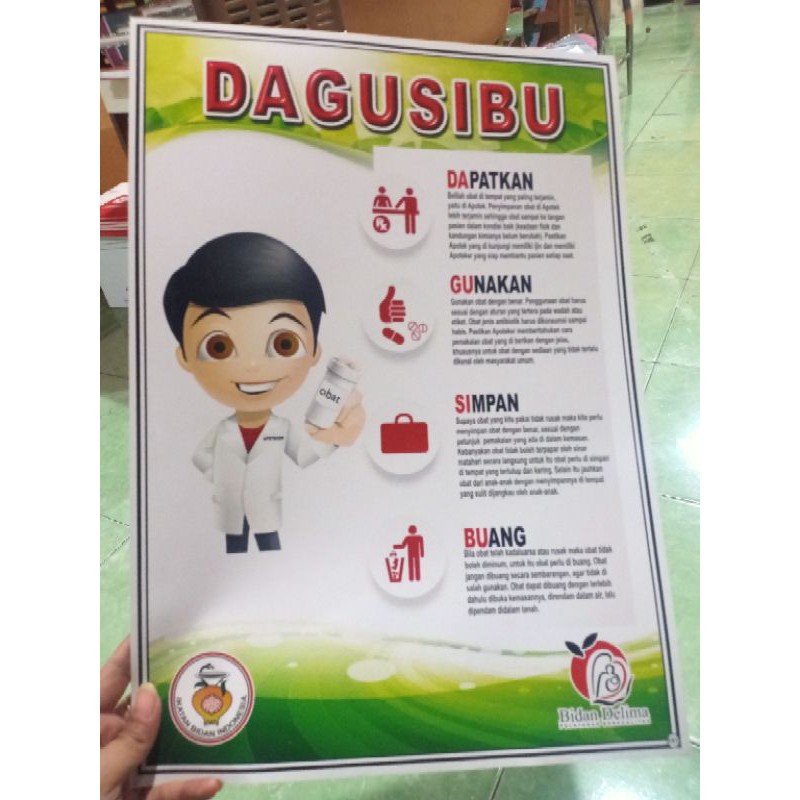 DAGUSIBU
DAPATKAN
Belilah obat di tempat yang paling terjamin,
yaitu di Apotek. Penyimpanan obat di Apotek
lebih terjamin sehingga obat sampai ke tangan
pasien dalam kondisi baik (keadaan fisik dan
kandungan kimianya belum berubah). Pastikan
Apotek yang di kunjungi memiliki ijin dan memiliki
Apoteker yang siap membantu pasien setiap saat.
GUNAKAN
Gunakan obat dengan benar. Penggunaan obat harus
sesuai dengan aturan yang tertera pada wadah atau
etiket. Obat jenis antibiotik harus dikonsumsi sampai
habis. Pastikan Apoteker memberitahukan cara
pemakaian obat yang di berikan dengan jelas,
khususnya untuk obat dengan sediaan yang tidak terlalu
dikenal oleh masyarakat umum.
obat
SIMPAN
Supaya obat yang kita pakai tidak rusak maka kita perlu
menyimpan obat dengan benar, sesuai dengan
petunjuk pemakaian yang ada di dalam kemasan.
Kebanyakan obat tidak boleh terpapar oleh sinar
matahari secara langsung untuk itu obat perlu di simpan
di tempat yang tertutup dan kering. Selain itu jauhkan
obat dari anak-anak dengan menyimpannya di tempat
yang sulit dijangkau oleh anak-anak.
BUANG
Bila obat telah kadaluarsa atau rusak maka obat tidak
boleh diminum, untuk itu obat perlu di buang. Obat
jangan dibuang secara sembarangan, agar tidak di
salah gunakan. Obat dapat dibuang dengan terlebih
dahulu dibuka kemasannya, direndam dalam air, lalu
dipendam didalam tanah.
IKATAN BIDAN INDONESIA
Bidan Delima